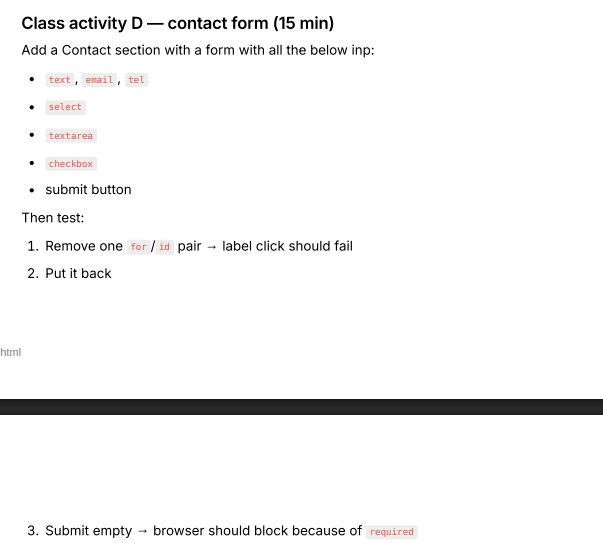 Class activity D — contact form (15 min)
Add a Contact section with a form with all the below inp:
• text, email, tel
• select
• textarea
• checkbox
• submit button
Then test:
1. Remove one for/id pair → label click should fail
2. Put it back
html
3. Submit empty → browser should block because of required